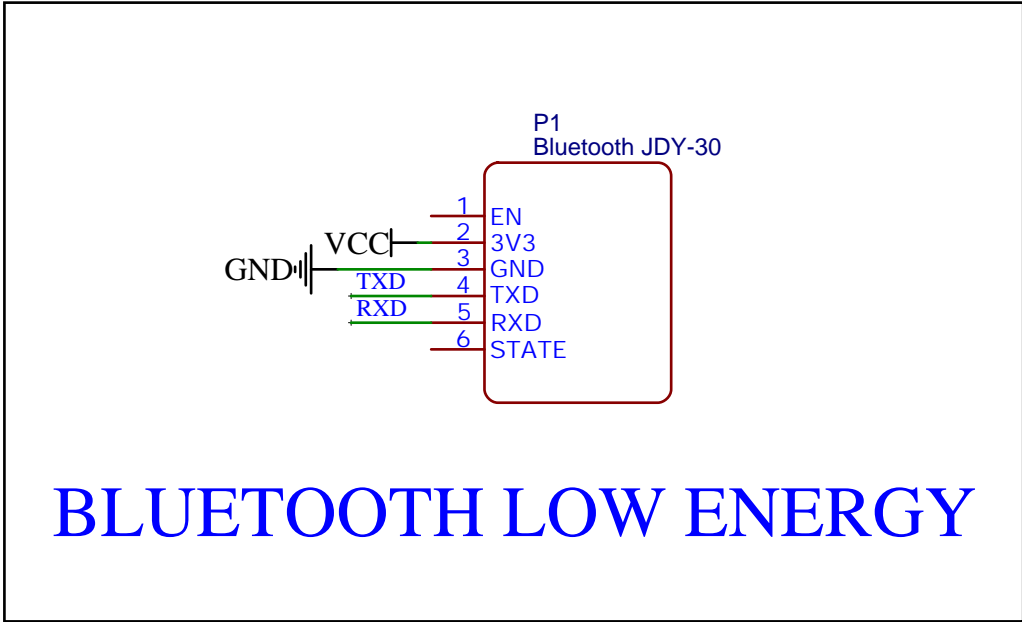 P1
Bluetooth JDY-30
1 EN
VCC 2 3V3
GND 3 GND
TXD 4 TXD
RXD 5 RXD
6 STATE
BLUETOOTH LOW ENERGY